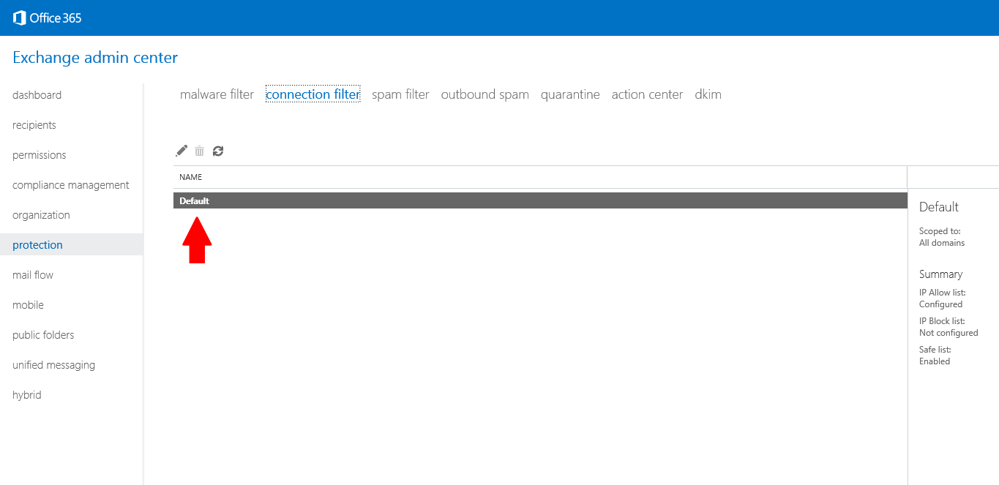 Office 365
Exchange admin center
dashboard
recipients
permissions
compliance management
organization
protection
mail flow
mobile
public folders
unified messaging
hybrid
malware filter connection filter spam filter outbound spam quarantine action center dkim
NAME
Default
Default
Scoped to:
All domains
Summary
IP Allow list:
Configured
IP Block list:
Not configured
Safe list:
Enabled